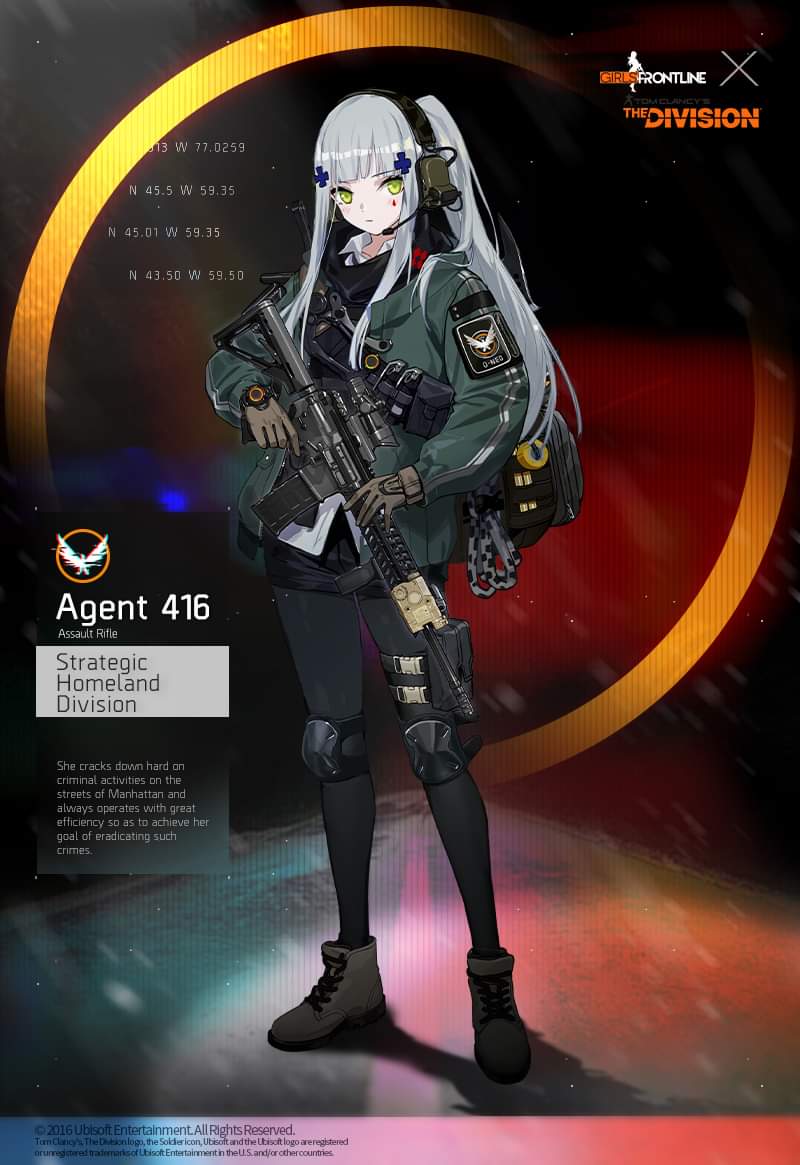 GIRLS FRONTLINE
TOM CLANCY'S
THE DIVISION
W 77.0259
N 45.5 W 59.35
N 45.01 W 59.35
N 43.50 W 59.50
Agent 416
Assault Rifle
Strategic
Homeland
Division
She cracks down hard on
criminal activities on the
streets of Manhattan and
always operates with great
efficiency so as to achieve her
goal of eradicating such
crimes.
© 2016 Ubisoft Entertainment. All Rights Reserved.
Tom Clancy's, The Division logo, the Soldier icon, Ubisoft and the Ubisoft logo are registered
or unregistered trademarks of Ubisoft Entertainment in the U.S. and/or other countries.